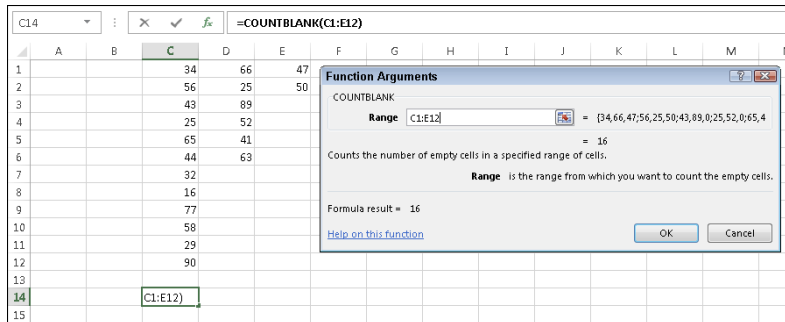 C14 fx =COUNTBLANK(C1:E12)
A B C D E F G H I J K L M
1 34 66 47
2 56 25 50
3 43 89
4 25 52
5 65 41
6 44 63
7 32
8 16
9 77
10 58
11 29
12 90
13
14 C1:E12)
15
Function Arguments
COUNTBLANK
Range C1:E12 = {34,66,47;56,25,50;43,89,0;25,52,0;65,4
= 16
Counts the number of empty cells in a specified range of cells.
Range is the range from which you want to count the empty cells.
Formula result = 16
Help on this function OK Cancel